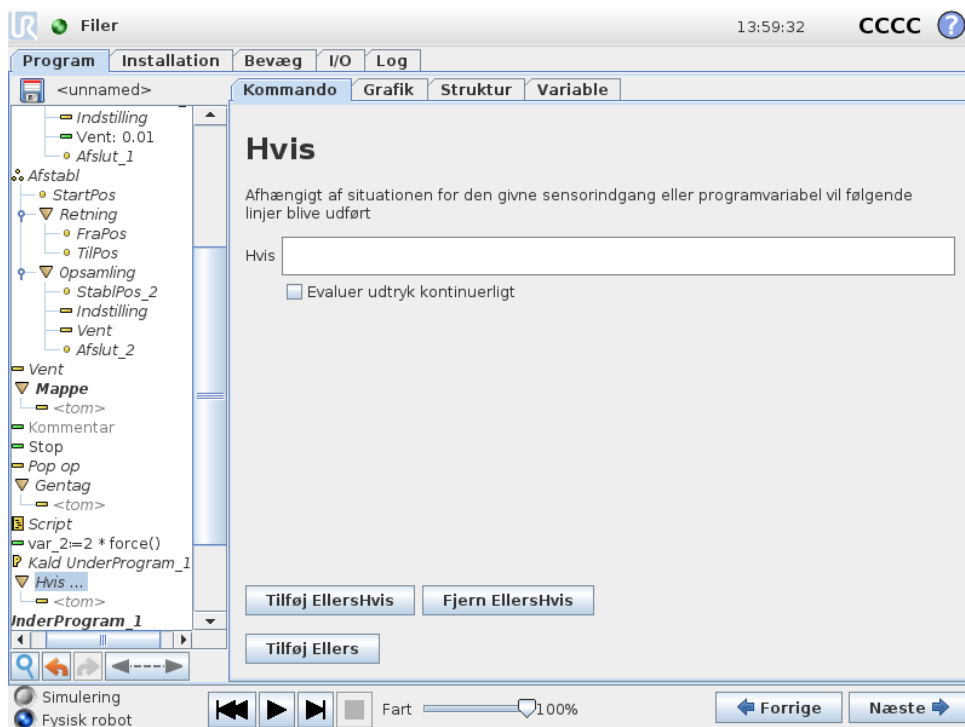 UR Filer 13:59:32 CCCC ?
Program Installation Bevæg I/O Log
<unnamed> Kommando Grafik Struktur Variable
Indstilling
Vent: 0.01
Afslut_1
Afstabl
StartPos
Retning
FraPos
TilPos
Opsamling
StablPos_2
Indstilling
Vent
Afslut_2
Vent
Mappe
<tom>
Kommentar
Stop
Pop op
Gentag
<tom>
Script
var_2:=2 * force()
P Kald UnderProgram_1
Hvis ...
<tom>
InderProgram_1
Hvis
Afhængigt af situationen for den givne sensorindgang eller programvariabel vil følgende
linjer blive udført
Hvis
Evaluer udtryk kontinuerligt
Tilføj EllersHvis Fjern EllersHvis
Tilføj Ellers
Simulering
Fysisk robot
Fart 100%
Forrige Næste